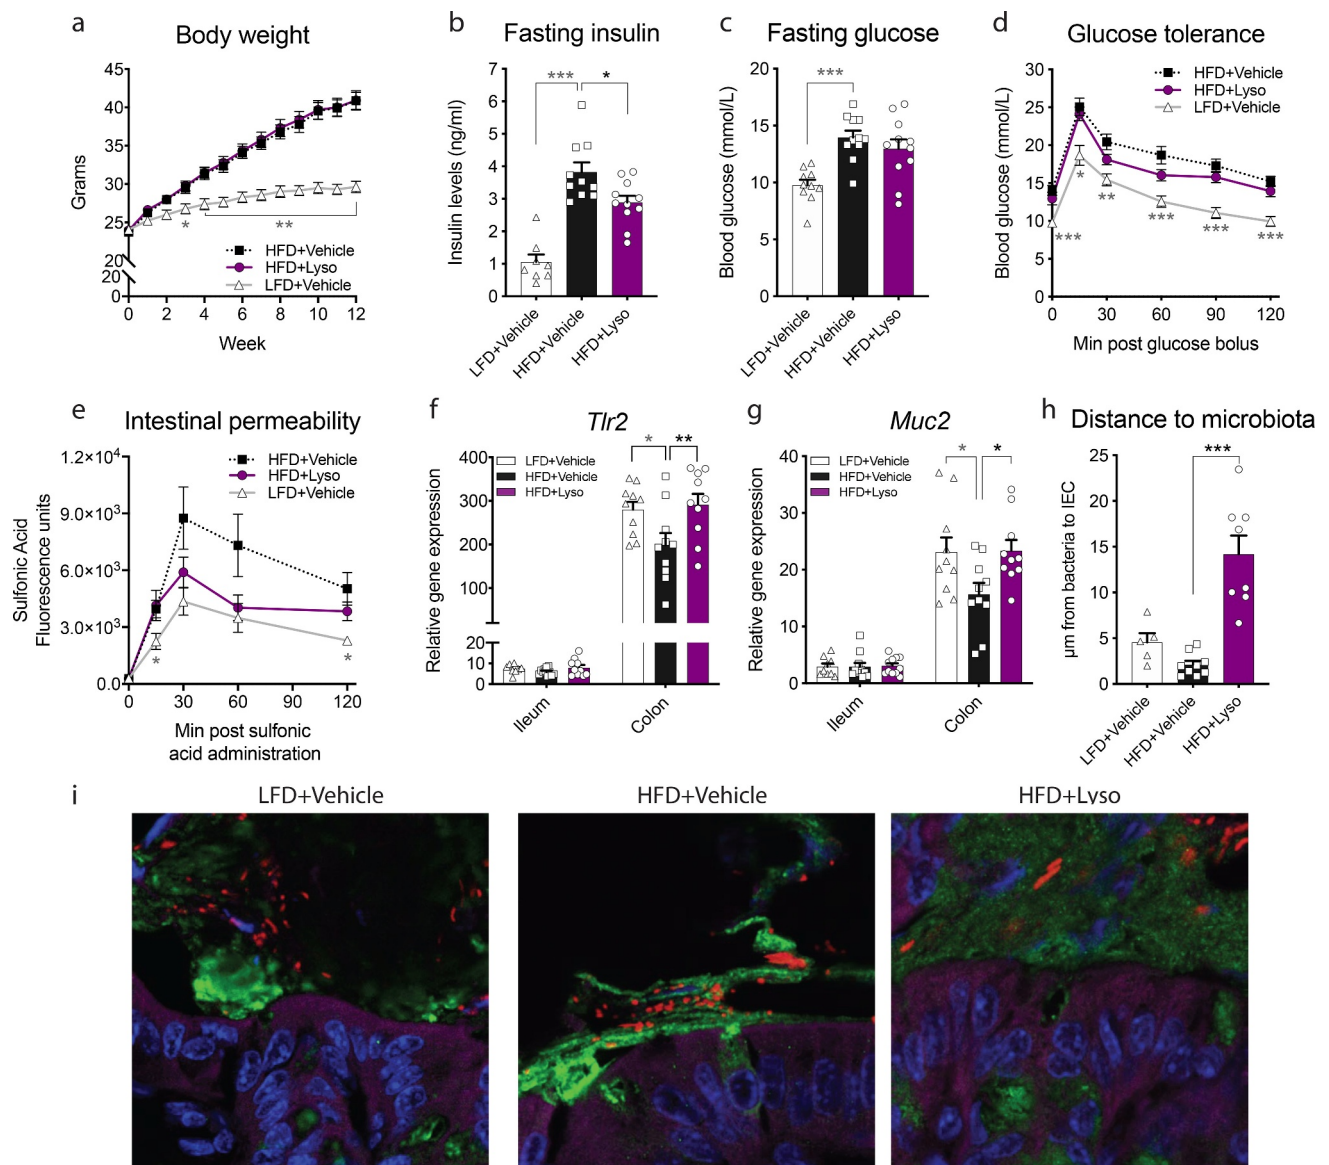 a
Body weight
45
40
35
30
25
20
20
0
Grams
*
**
HFD+Vehicle
HFD+Lyso
LFD+Vehicle
0 2 4 6 8 10 12
Week
b
Fasting insulin
7
6
5
4
3
2
1
0
Insulin levels (ng/ml)
*** *
LFD+Vehicle
HFD+Vehicle
HFD+Lyso
c
Fasting glucose
20
15
10
5
0
Blood glucose (mmol/L)
***
LFD+Vehicle
HFD+Vehicle
HFD+Lyso
d
Glucose tolerance
30
25
20
15
10
5
0
Blood glucose (mmol/L)
HFD+Vehicle
HFD+Lyso
LFD+Vehicle
*** * ** *** *** ***
0 15 30 60 90 120
Min post glucose bolus
e
Intestinal permeability
1.2×10⁴
9.0×10³
6.0×10³
3.0×10³
0.0
Sulfonic Acid
Fluorescence units
HFD+Vehicle
HFD+Lyso
LFD+Vehicle
* *
0 30 60 90 120
Min post sulfonic
acid administration
f
Tlr2
400
300
200
100
20
10
0
Relative gene expression
LFD+Vehicle
HFD+Vehicle
HFD+Lyso
* **
Ileum
Colon
g
Muc2
40
30
20
10
0
Relative gene expression
LFD+Vehicle
HFD+Vehicle
HFD+Lyso
* *
Ileum
Colon
h
Distance to microbiota
25
20
15
10
5
0
µm from bacteria to IEC
***
LFD+Vehicle
HFD+Vehicle
HFD+Lyso
i
LFD+Vehicle
HFD+Vehicle
HFD+Lyso